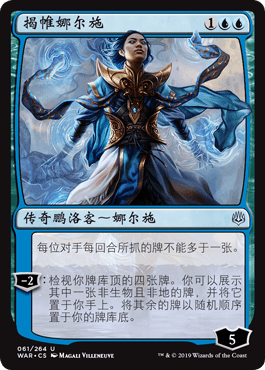 揭帷娜尔施 1
传奇鹏洛客～娜尔施
每位对手每回合所抓的牌不能多于一张。
-2：检视你牌库顶的四张牌。你可以展
示其中一张非生物且非地的牌，并将它
置于你手上。将其余的牌以随机顺序
置于你的牌库底。
5
061/264 U
WAR • CS MAGALI VILLENEUVE
™ & © 2019 Wizards of the Coast